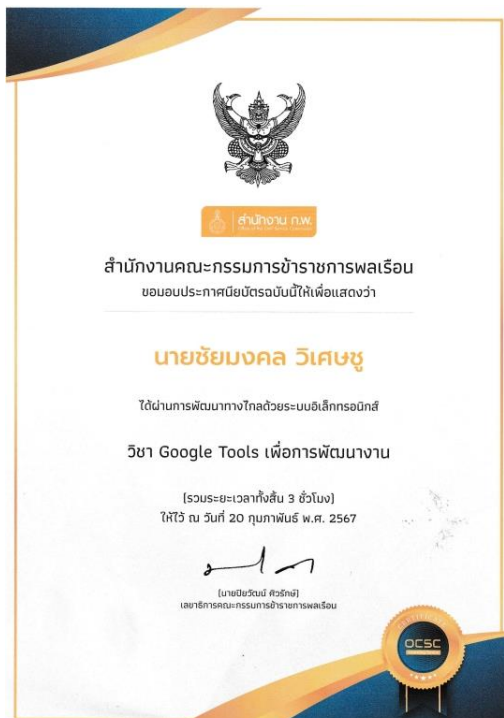 สำนักงาน ก.พ.
Office of the Civil Service Commission
สำนักงานคณะกรรมการข้าราชการพลเรือน
ขอมอบประกาศนียบัตรฉบับนี้ให้เพื่อแสดงว่า
นายชัยมงคล วิเศษชู
ได้ผ่านการพัฒนาทางไกลด้วยระบบอิเล็กทรอนิกส์
วิชา Google Tools เพื่อการพัฒนางาน
(รวมระยะเวลาทั้งสิ้น 3 ชั่วโมง)
ให้ไว้ ณ วันที่ 20 กุมภาพันธ์ พ.ศ. 2567
(นายปิยวัฒน์ ศิวรักษ์)
เลขาธิการคณะกรรมการข้าราชการพลเรือน
CERTIFICATE
OCSC